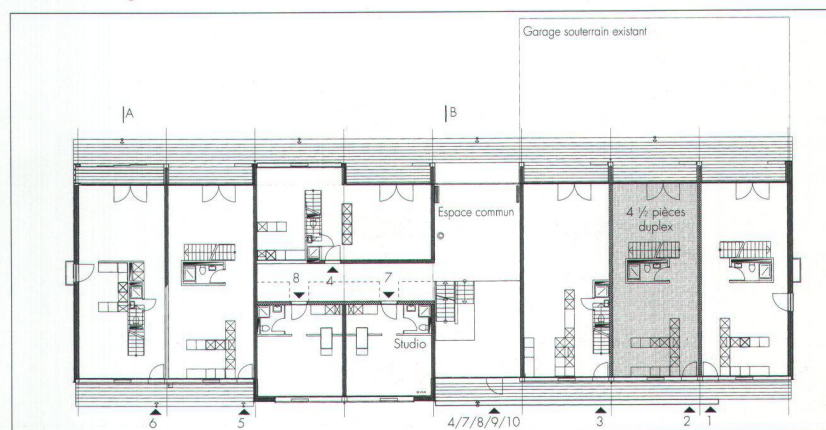 Garage souterrain existant
A
B
Espace commun
4 ½ pièces
duplex
8
4
7
Studio
6
5
4/7/8/9/10
3
2
1